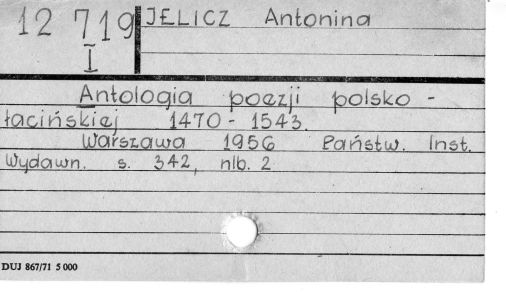 12 719
I
JELICZ Antonina
Antologia poezji polsko -
łacińskiej 1470 - 1543.
Warszawa 1956 Państw. Inst.
Wydawn. s. 342, nlb. 2
DUJ 867/71 5 000